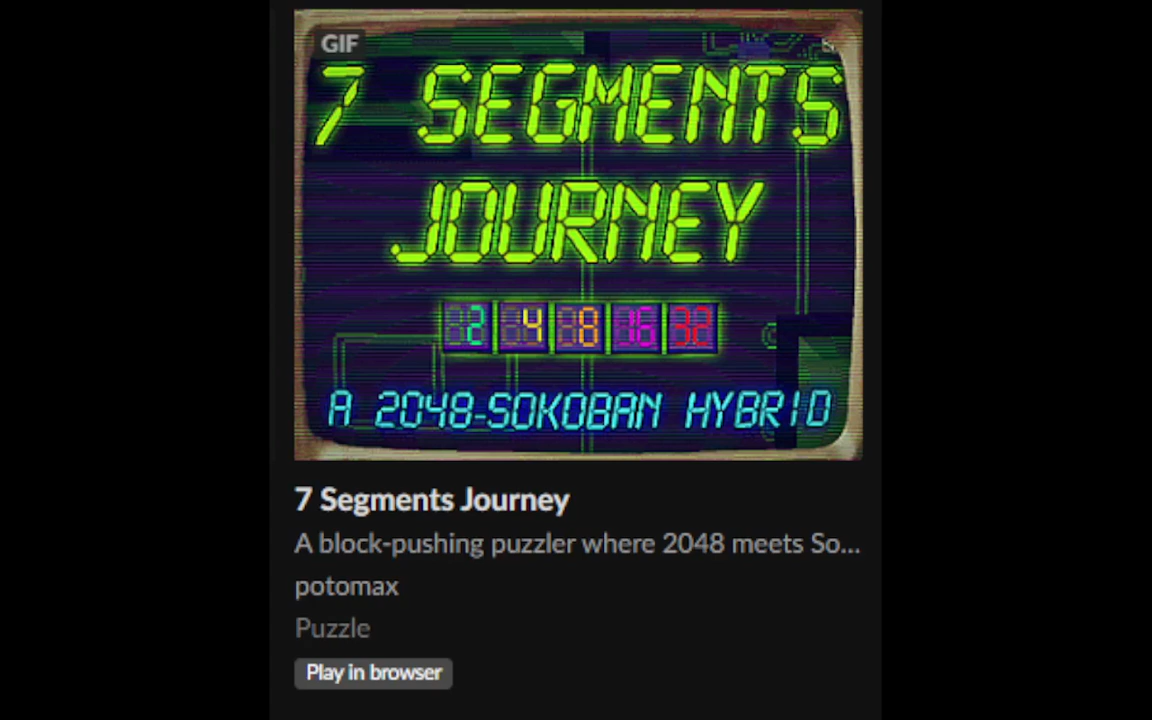 GIF
7 SEGMENTS
JOURNEY
2 4 8 16 32
A 2048-SOKOBAN HYBRID
7 Segments Journey
A block-pushing puzzler where 2048 meets So...
potomax
Puzzle
Play in browser